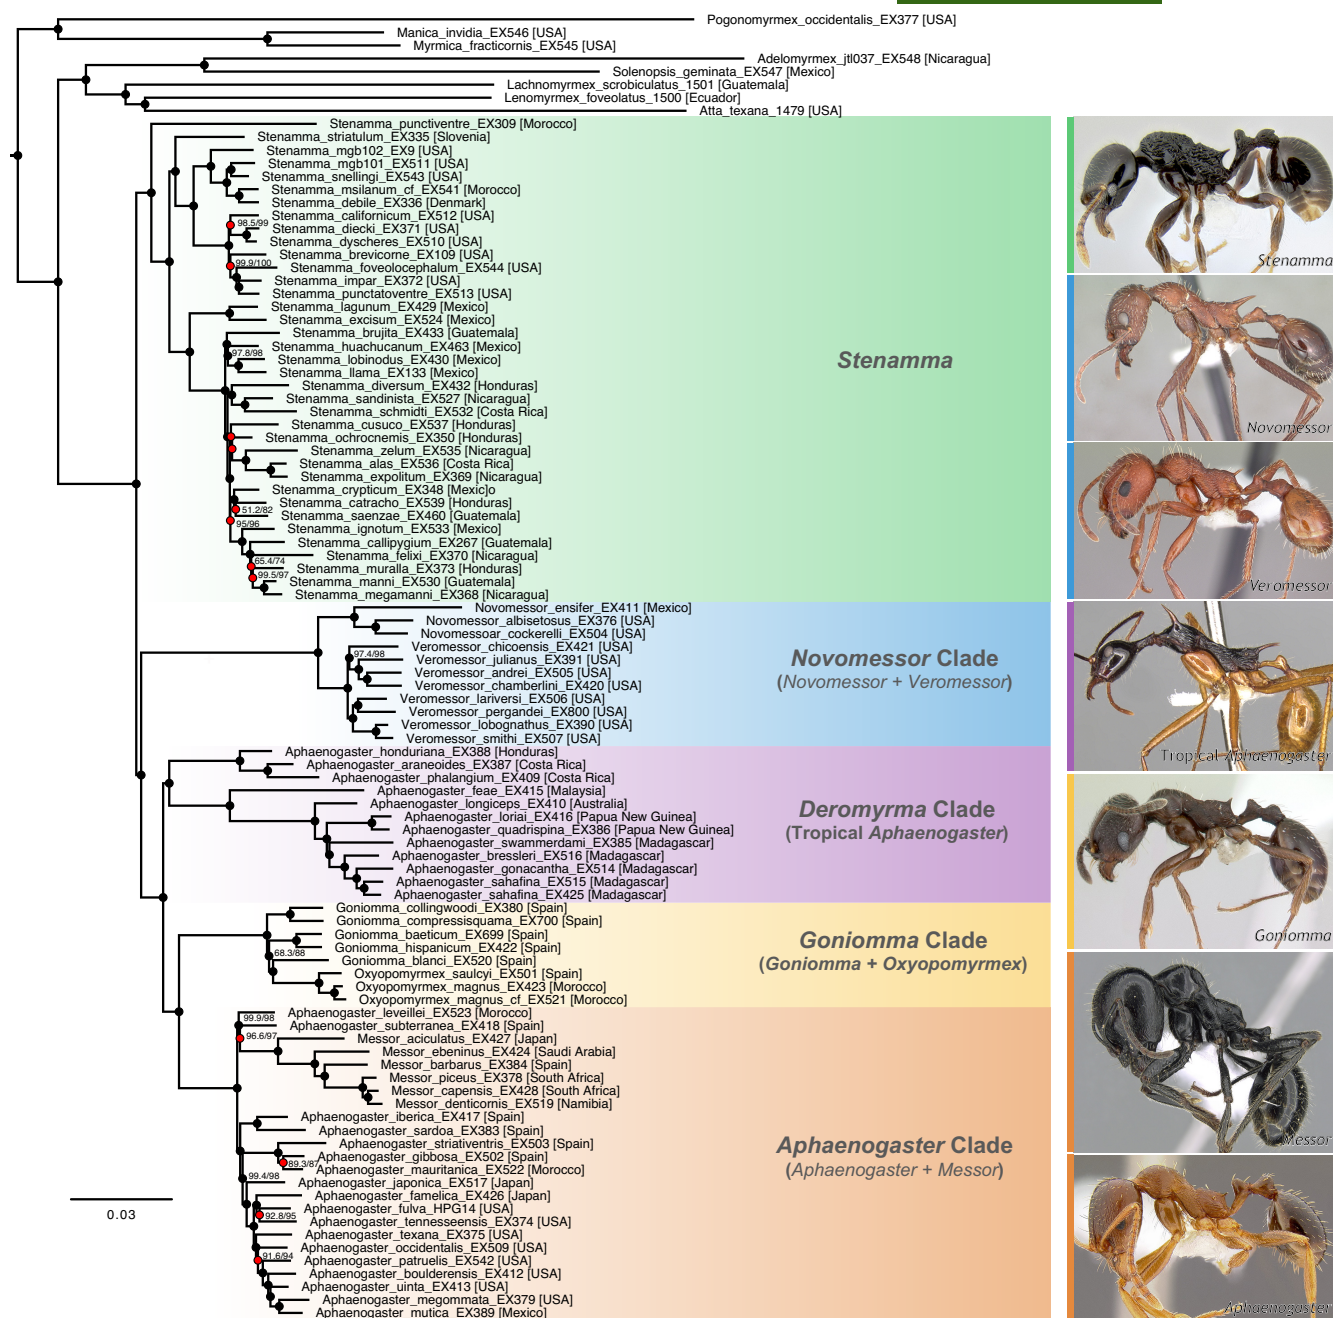 Pogonomyrmex_occidentalis_EX377 [USA]
Manica_invidia_EX546 [USA]
Myrmica_fracticornis_EX545 [USA]
Adelomyrmex_jtl037_EX548 [Nicaragua]
Solenopsis_geminata_EX547 [Mexico]
Lachnomyrmex_scrobiculatus_1501 [Guatemala]
Lenomyrmex_foveolatus_1500 [Ecuador]
Atta_texana_1479 [USA]
Stenamma_punctiventre_EX309 [Morocco]
Stenamma_striatulum_EX335 [Slovenia]
Stenamma_mgb102_EX9 [USA]
Stenamma_mgb101_EX511 [USA]
Stenamma_snellingi_EX543 [USA]
Stenamma_msilanum_cf_EX541 [Morocco]
Stenamma_debile_EX336 [Denmark]
Stenamma_californicum_EX512 [USA]
98.5/99
Stenamma_diecki_EX371 [USA]
Stenamma_dyscheres_EX510 [USA]
Stenamma_brevicorne_EX109 [USA]
99.9/100
Stenamma_foveolocephalum_EX544 [USA]
Stenamma_impar_EX372 [USA]
Stenamma_punctatoventre_EX513 [USA]
Stenamma_lagunum_EX429 [Mexico]
Stenamma_excisum_EX524 [Mexico]
Stenamma_brujita_EX433 [Guatemala]
Stenamma_huachucanum_EX463 [Mexico]
97.8/98
Stenamma_lobinodus_EX430 [Mexico]
Stenamma_llama_EX133 [Mexico]
Stenamma_diversum_EX432 [Honduras]
Stenamma_sandinista_EX527 [Nicaragua]
Stenamma_schmidti_EX532 [Costa Rica]
Stenamma_cusuco_EX537 [Honduras]
Stenamma_ochrocnemis_EX350 [Honduras]
Stenamma_zelum_EX535 [Nicaragua]
Stenamma_alas_EX536 [Costa Rica]
Stenamma_expolitum_EX369 [Nicaragua]
Stenamma_crypticum_EX348 [Mexic]o
Stenamma_catracho_EX539 [Honduras]
51.2/82
Stenamma_saenzae_EX460 [Guatemala]
95/96
Stenamma_ignotum_EX533 [Mexico]
Stenamma_callipygium_EX267 [Guatemala]
Stenamma_felixi_EX370 [Nicaragua]
65.4/74
Stenamma_muralla_EX373 [Honduras]
99.5/97
Stenamma_manni_EX530 [Guatemala]
Stenamma_megamanni_EX368 [Nicaragua]
Stenamma
Novomessor_ensifer_EX411 [Mexico]
Novomessor_albisetosus_EX376 [USA]
Novomessoar_cockerelli_EX504 [USA]
Veromessor_chicoensis_EX421 [USA]
97.4/98
Veromessor_julianus_EX391 [USA]
Veromessor_andrei_EX505 [USA]
Veromessor_chamberlini_EX420 [USA]
Veromessor_lariversi_EX506 [USA]
Veromessor_pergandei_EX800 [USA]
Veromessor_lobognathus_EX390 [USA]
Veromessor_smithi_EX507 [USA]
Novomessor Clade
(Novomessor + Veromessor)
Aphaenogaster_honduriana_EX388 [Honduras]
Aphaenogaster_araneoides_EX387 [Costa Rica]
Aphaenogaster_phalangium_EX409 [Costa Rica]
Aphaenogaster_feae_EX415 [Malaysia]
Aphaenogaster_longiceps_EX410 [Australia]
Aphaenogaster_loriai_EX416 [Papua New Guinea]
Aphaenogaster_quadrispina_EX386 [Papua New Guinea]
Aphaenogaster_swammerdami_EX385 [Madagascar]
Aphaenogaster_bressleri_EX516 [Madagascar]
Aphaenogaster_gonacantha_EX514 [Madagascar]
Aphaenogaster_sahafina_EX515 [Madagascar]
Aphaenogaster_sahafina_EX425 [Madagascar]
Deromyrma Clade
(Tropical Aphaenogaster)
Goniomma_collingwoodi_EX380 [Spain]
Goniomma_compressisquama_EX700 [Spain]
Goniomma_baeticum_EX699 [Spain]
Goniomma_hispanicum_EX422 [Spain]
68.3/88
Goniomma_blanci_EX520 [Spain]
Oxyopomyrmex_saulcyi_EX501 [Spain]
Oxyopomyrmex_magnus_EX423 [Morocco]
Oxyopomyrmex_magnus_cf_EX521 [Morocco]
Goniomma Clade
(Goniomma + Oxyopomyrmex)
Aphaenogaster_leveillei_EX523 [Morocco]
99.9/98
Aphaenogaster_subterranea_EX418 [Spain]
96.6/97
Messor_aciculatus_EX427 [Japan]
Messor_ebeninus_EX424 [Saudi Arabia]
Messor_barbarus_EX384 [Spain]
Messor_piceus_EX378 [South Africa]
Messor_capensis_EX428 [South Africa]
Messor_denticornis_EX519 [Namibia]
Aphaenogaster_iberica_EX417 [Spain]
Aphaenogaster_sardoa_EX383 [Spain]
Aphaenogaster_striativentris_EX503 [Spain]
Aphaenogaster_gibbosa_EX502 [Spain]
89.3/87
Aphaenogaster_mauritanica_EX522 [Morocco]
99.4/98
Aphaenogaster_japonica_EX517 [Japan]
Aphaenogaster_famelica_EX426 [Japan]
Aphaenogaster_fulva_HPG14 [USA]
92.8/95
Aphaenogaster_tennesseensis_EX374 [USA]
Aphaenogaster_texana_EX375 [USA]
Aphaenogaster_occidentalis_EX509 [USA]
91.6/94
Aphaenogaster_patruelis_EX542 [USA]
Aphaenogaster_boulderensis_EX412 [USA]
Aphaenogaster_uinta_EX413 [USA]
Aphaenogaster_megommata_EX379 [USA]
Aphaenogaster_mutica_EX389 [Mexico]
Aphaenogaster Clade
(Aphaenogaster + Messor)
0.03
Stenamma
Novomessor
Veromessor
Tropical Aphaenogaster
Goniomma
Messor
Aphaenogaster